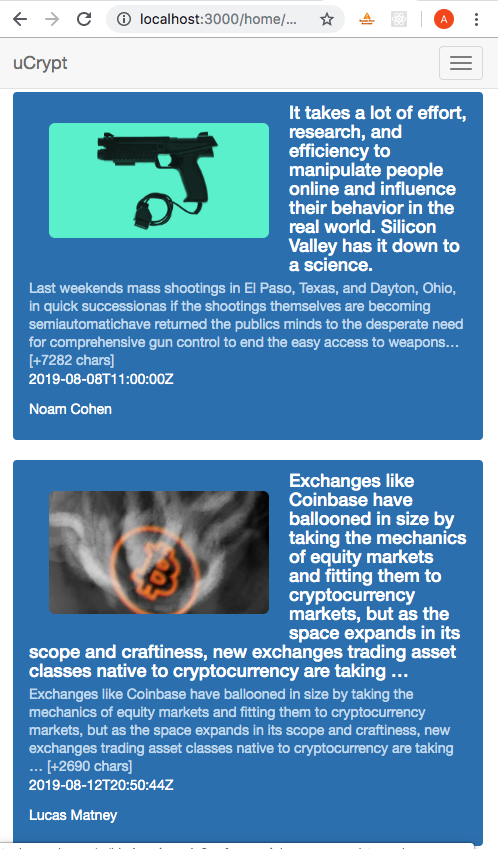 localhost:3000/home/...
A
uCrypt
It takes a lot of effort,
research, and
efficiency to
manipulate people
online and influence
their behavior in the
real world. Silicon
Valley has it down to
a science.
Last weekends mass shootings in El Paso, Texas, and Dayton, Ohio,
in quick successionas if the shootings themselves are becoming
semiautomatichave returned the publics minds to the desperate need
for comprehensive gun control to end the easy access to weapons…
[+7282 chars]
2019-08-08T11:00:00Z
Noam Cohen
Exchanges like
Coinbase have
ballooned in size by
taking the mechanics
of equity markets
and fitting them to
cryptocurrency
markets, but as the
space expands in its
scope and craftiness, new exchanges trading asset
classes native to cryptocurrency are taking …
Exchanges like Coinbase have ballooned in size by taking the
mechanics of equity markets and fitting them to cryptocurrency
markets, but as the space expands in its scope and craftiness, new
exchanges trading asset classes native to cryptocurrency are taking
… [+2690 chars]
2019-08-12T20:50:44Z
Lucas Matney